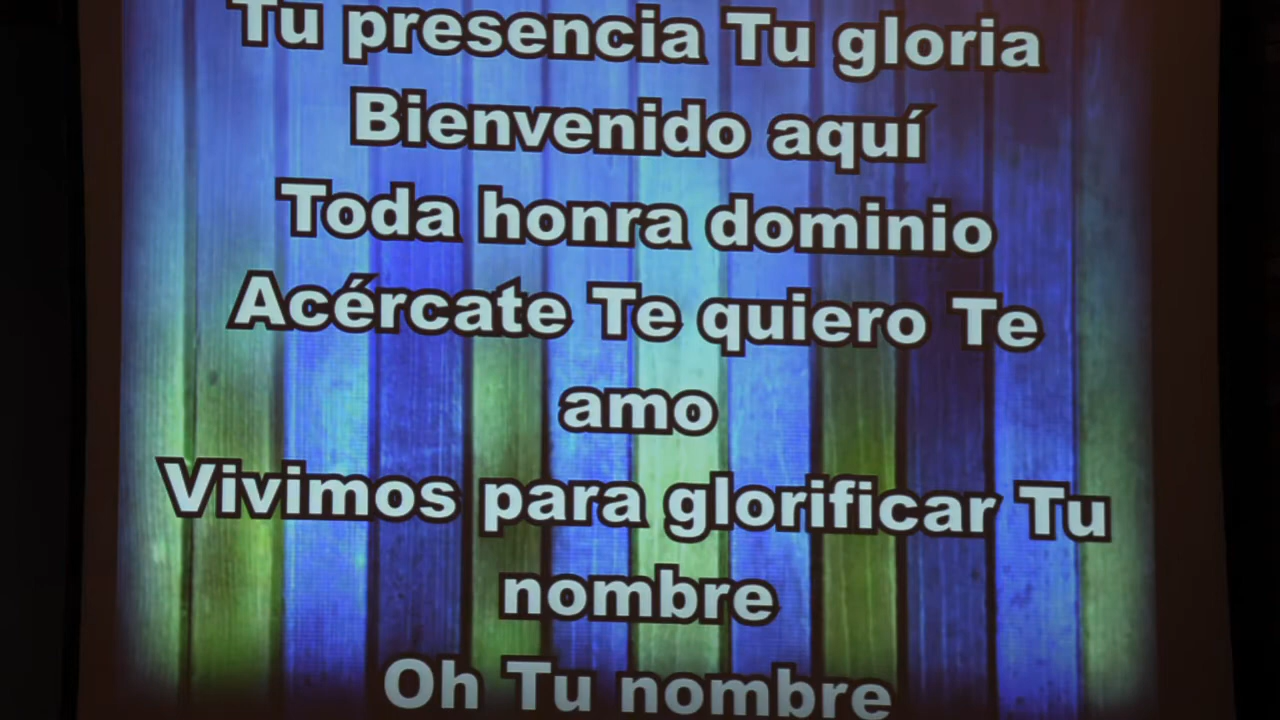 Tu presencia Tu gloria
Bienvenido aquí
Toda honra dominio
Acércate Te quiero Te
amo
Vivimos para glorificar Tu
nombre
Oh Tu nombre